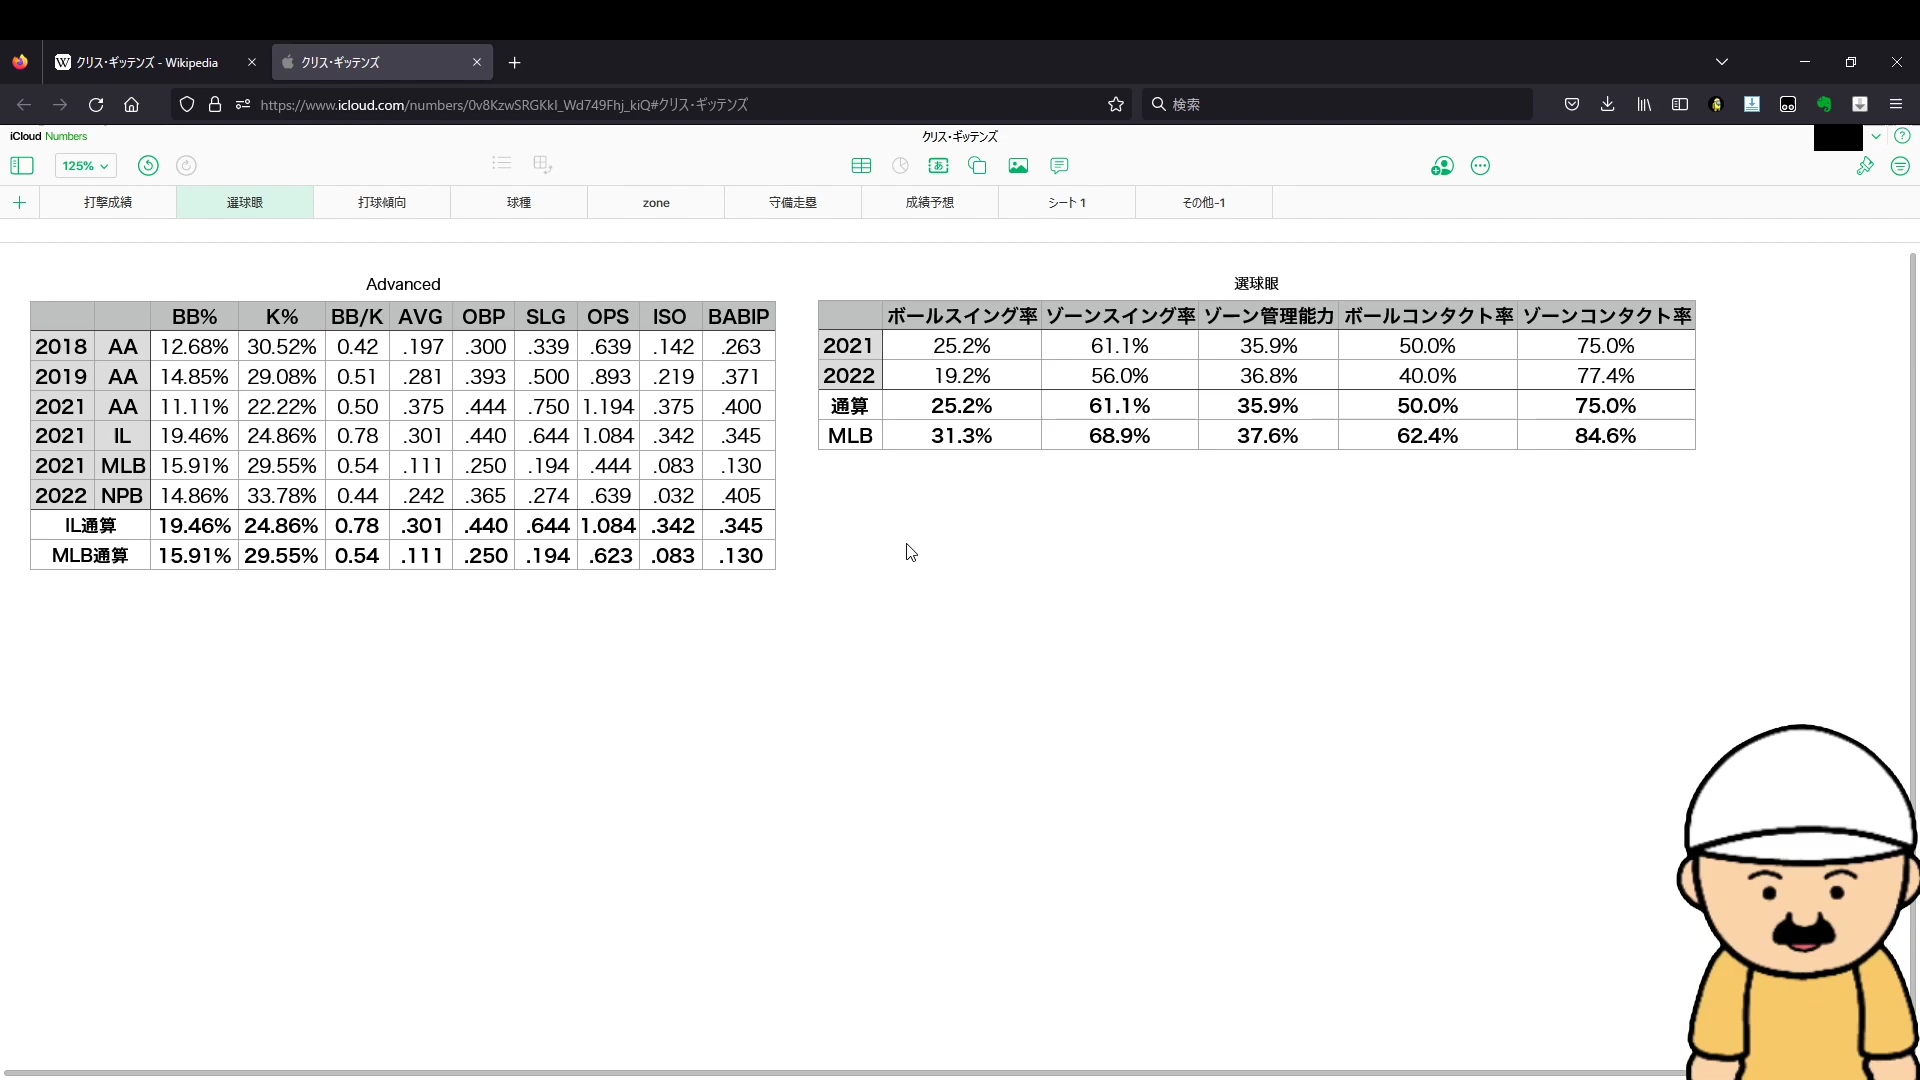 クリス・ギッテンズ - Wikipedia
クリス・ギッテンズ
https://www.icloud.com/numbers/0v8KzwSRGKkI_Wd749Fhj_kiQ#クリス・ギッテンズ
検索
iCloud Numbers
クリス・ギッテンズ
125%
あ
打撃成績 選球眼 打球傾向 球種 zone 守備走塁 成績予想 シート 1 その他-1
Advanced
BB% K% BB/K AVG OBP SLG OPS ISO BABIP
2018 AA 12.68% 30.52% 0.42 .197 .300 .339 .639 .142 .263
2019 AA 14.85% 29.08% 0.51 .281 .393 .500 .893 .219 .371
2021 AA 11.11% 22.22% 0.50 .375 .444 .750 1.194 .375 .400
2021 IL 19.46% 24.86% 0.78 .301 .440 .644 1.084 .342 .345
2021 MLB 15.91% 29.55% 0.54 .111 .250 .194 .444 .083 .130
2022 NPB 14.86% 33.78% 0.44 .242 .365 .274 .639 .032 .405
IL通算 19.46% 24.86% 0.78 .301 .440 .644 1.084 .342 .345
MLB通算 15.91% 29.55% 0.54 .111 .250 .194 .623 .083 .130
選球眼
ボールスイング率 ゾーンスイング率 ゾーン管理能力 ボールコンタクト率 ゾーンコンタクト率
2021 25.2% 61.1% 35.9% 50.0% 75.0%
2022 19.2% 56.0% 36.8% 40.0% 77.4%
通算 25.2% 61.1% 35.9% 50.0% 75.0%
MLB 31.3% 68.9% 37.6% 62.4% 84.6%